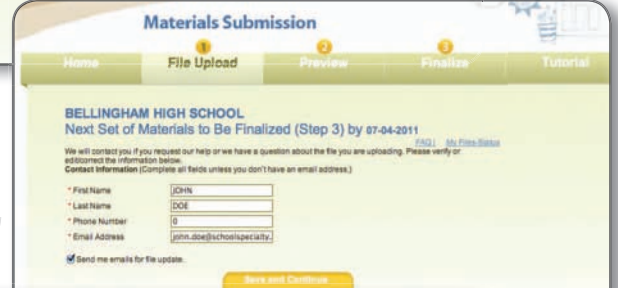 Materials Submission
1 2 3
Home File Upload Preview Finalize Tutorial
BELLINGHAM HIGH SCHOOL
Next Set of Materials to Be Finalized (Step 3) by 07-04-2011
FAQ | My Files-Status
We will contact you if you request our help or we have a question about the file you are uploading. Please verify or
edit/correct the information below.
Contact Information (Complete all fields unless you don't have an email address.)
* First Name JOHN
* Last Name DOE
* Phone Number 0
* Email Address john.doe@schoolspecialty.
Send me emails for file update.
Save and Continue